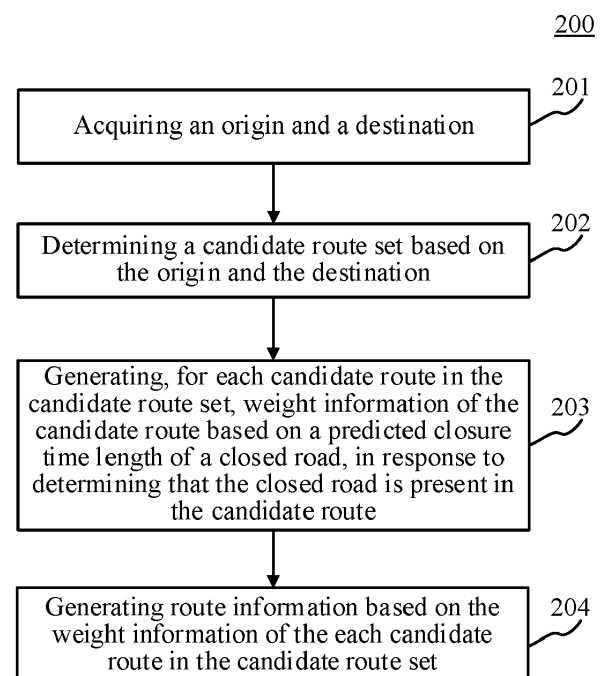 200
201
Acquiring an origin and a destination
202
Determining a candidate route set based on
the origin and the destination
203
Generating, for each candidate route in the
candidate route set, weight information of the
candidate route based on a predicted closure
time length of a closed road, in response to
determining that the closed road is present in
the candidate route
204
Generating route information based on the
weight information of the each candidate
route in the candidate route set